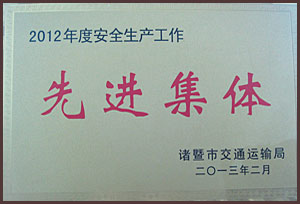 2012年度安全生产工作
先进集体
诸暨市交通运输局
二〇一三年二月